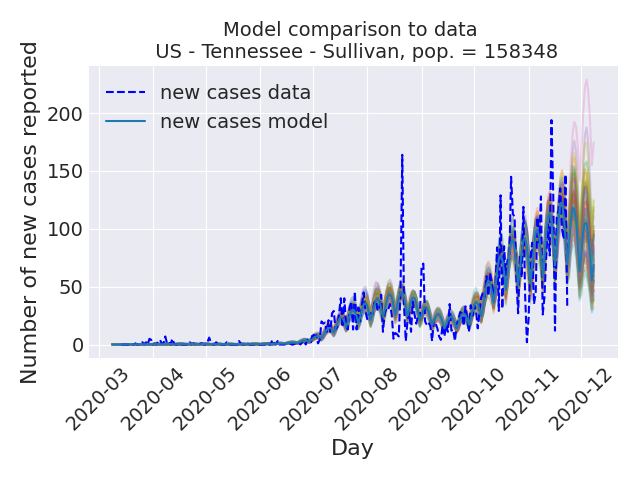 Model comparison to data
US - Tennessee - Sullivan, pop. = 158348
new cases data
new cases model
Number of new cases reported
200
150
100
50
0
2020-03
2020-04
2020-05
2020-06
2020-07
2020-08
2020-09
2020-10
2020-11
2020-12
Day